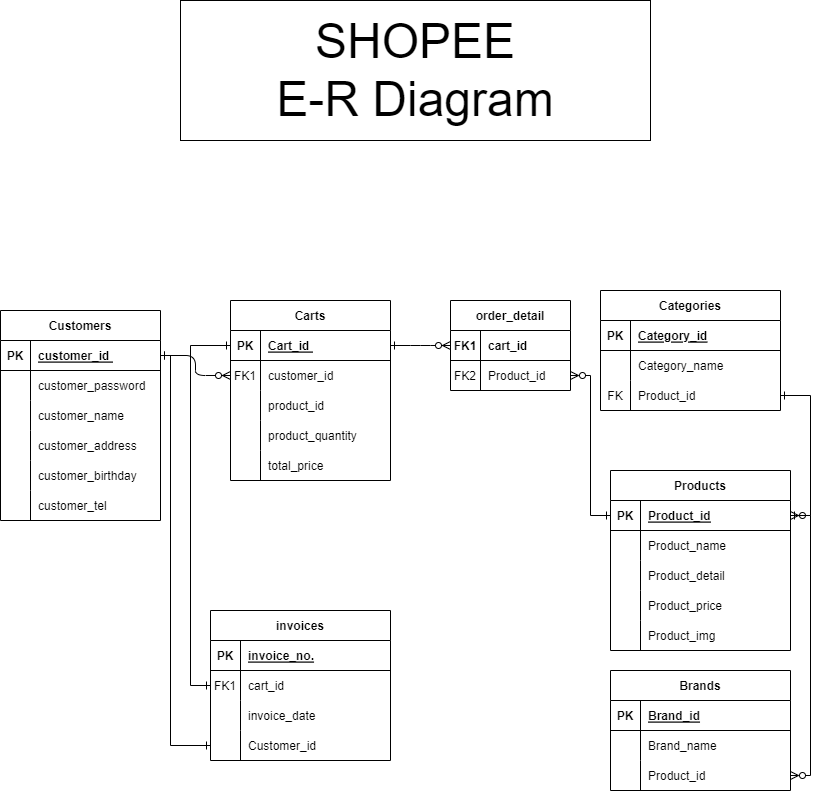 SHOPEE
E-R Diagram
Customers
PK customer_id
customer_password
customer_name
customer_address
customer_birthday
customer_tel
Carts
PK Cart_id
FK1 customer_id
product_id
product_quantity
total_price
order_detail
FK1 cart_id
FK2 Product_id
Categories
PK Category_id
Category_name
FK Product_id
Products
PK Product_id
Product_name
Product_detail
Product_price
Product_img
invoices
PK invoice_no.
FK1 cart_id
invoice_date
Customer_id
Brands
PK Brand_id
Brand_name
Product_id